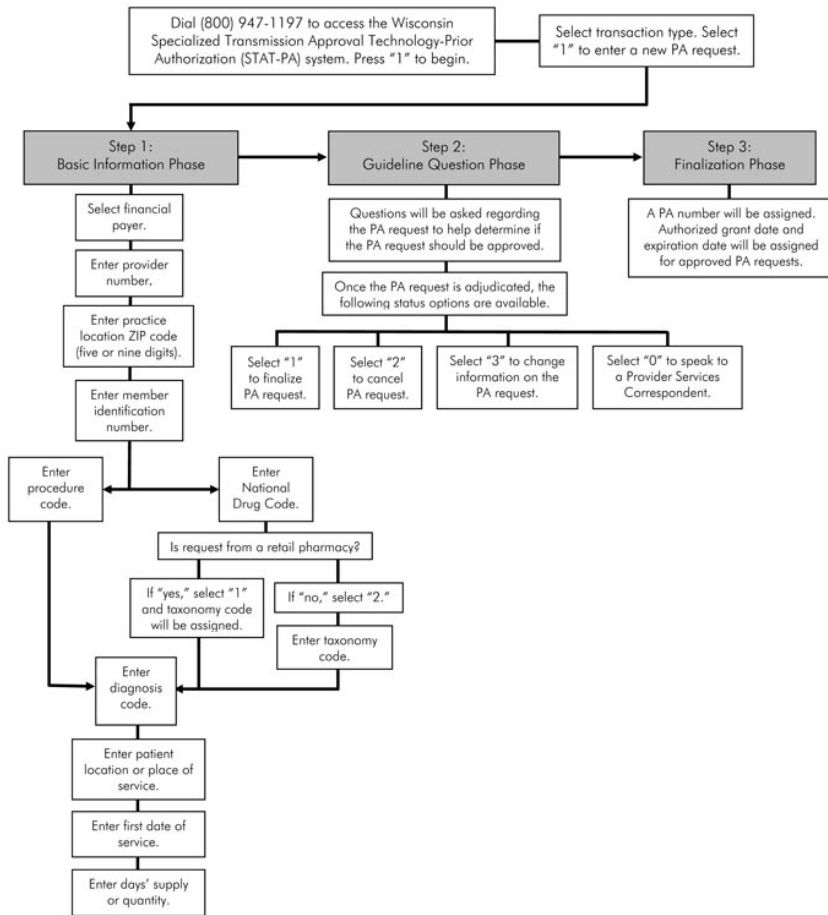 Dial (800) 947-1197 to access the Wisconsin
Specialized Transmission Approval Technology-Prior
Authorization (STAT-PA) system. Press “1” to begin.
Select transaction type. Select
“1” to enter a new PA request.
Step 1:
Basic Information Phase
Select financial
payer.
Enter provider
number.
Enter practice
location ZIP code
(five or nine digits).
Enter member
identification
number.
Enter
procedure
code.
Enter
National
Drug Code.
Is request from a retail pharmacy?
If “yes,” select “1”
and taxonomy code
will be assigned.
If “no,” select “2.”
Enter taxonomy
code.
Enter
diagnosis
code.
Enter patient
location or place of
service.
Enter first date of
service.
Enter days’ supply
or quantity.
Step 2:
Guideline Question Phase
Questions will be asked regarding
the PA request to help determine if
the PA request should be approved.
Once the PA request is adjudicated, the
following status options are available.
Select “1”
to finalize
PA request.
Select “2”
to cancel
PA request.
Select “3” to change
information on the
PA request.
Select “0” to speak to
a Provider Services
Correspondent.
Step 3:
Finalization Phase
A PA number will be assigned.
Authorized grant date and
expiration date will be assigned
for approved PA requests.